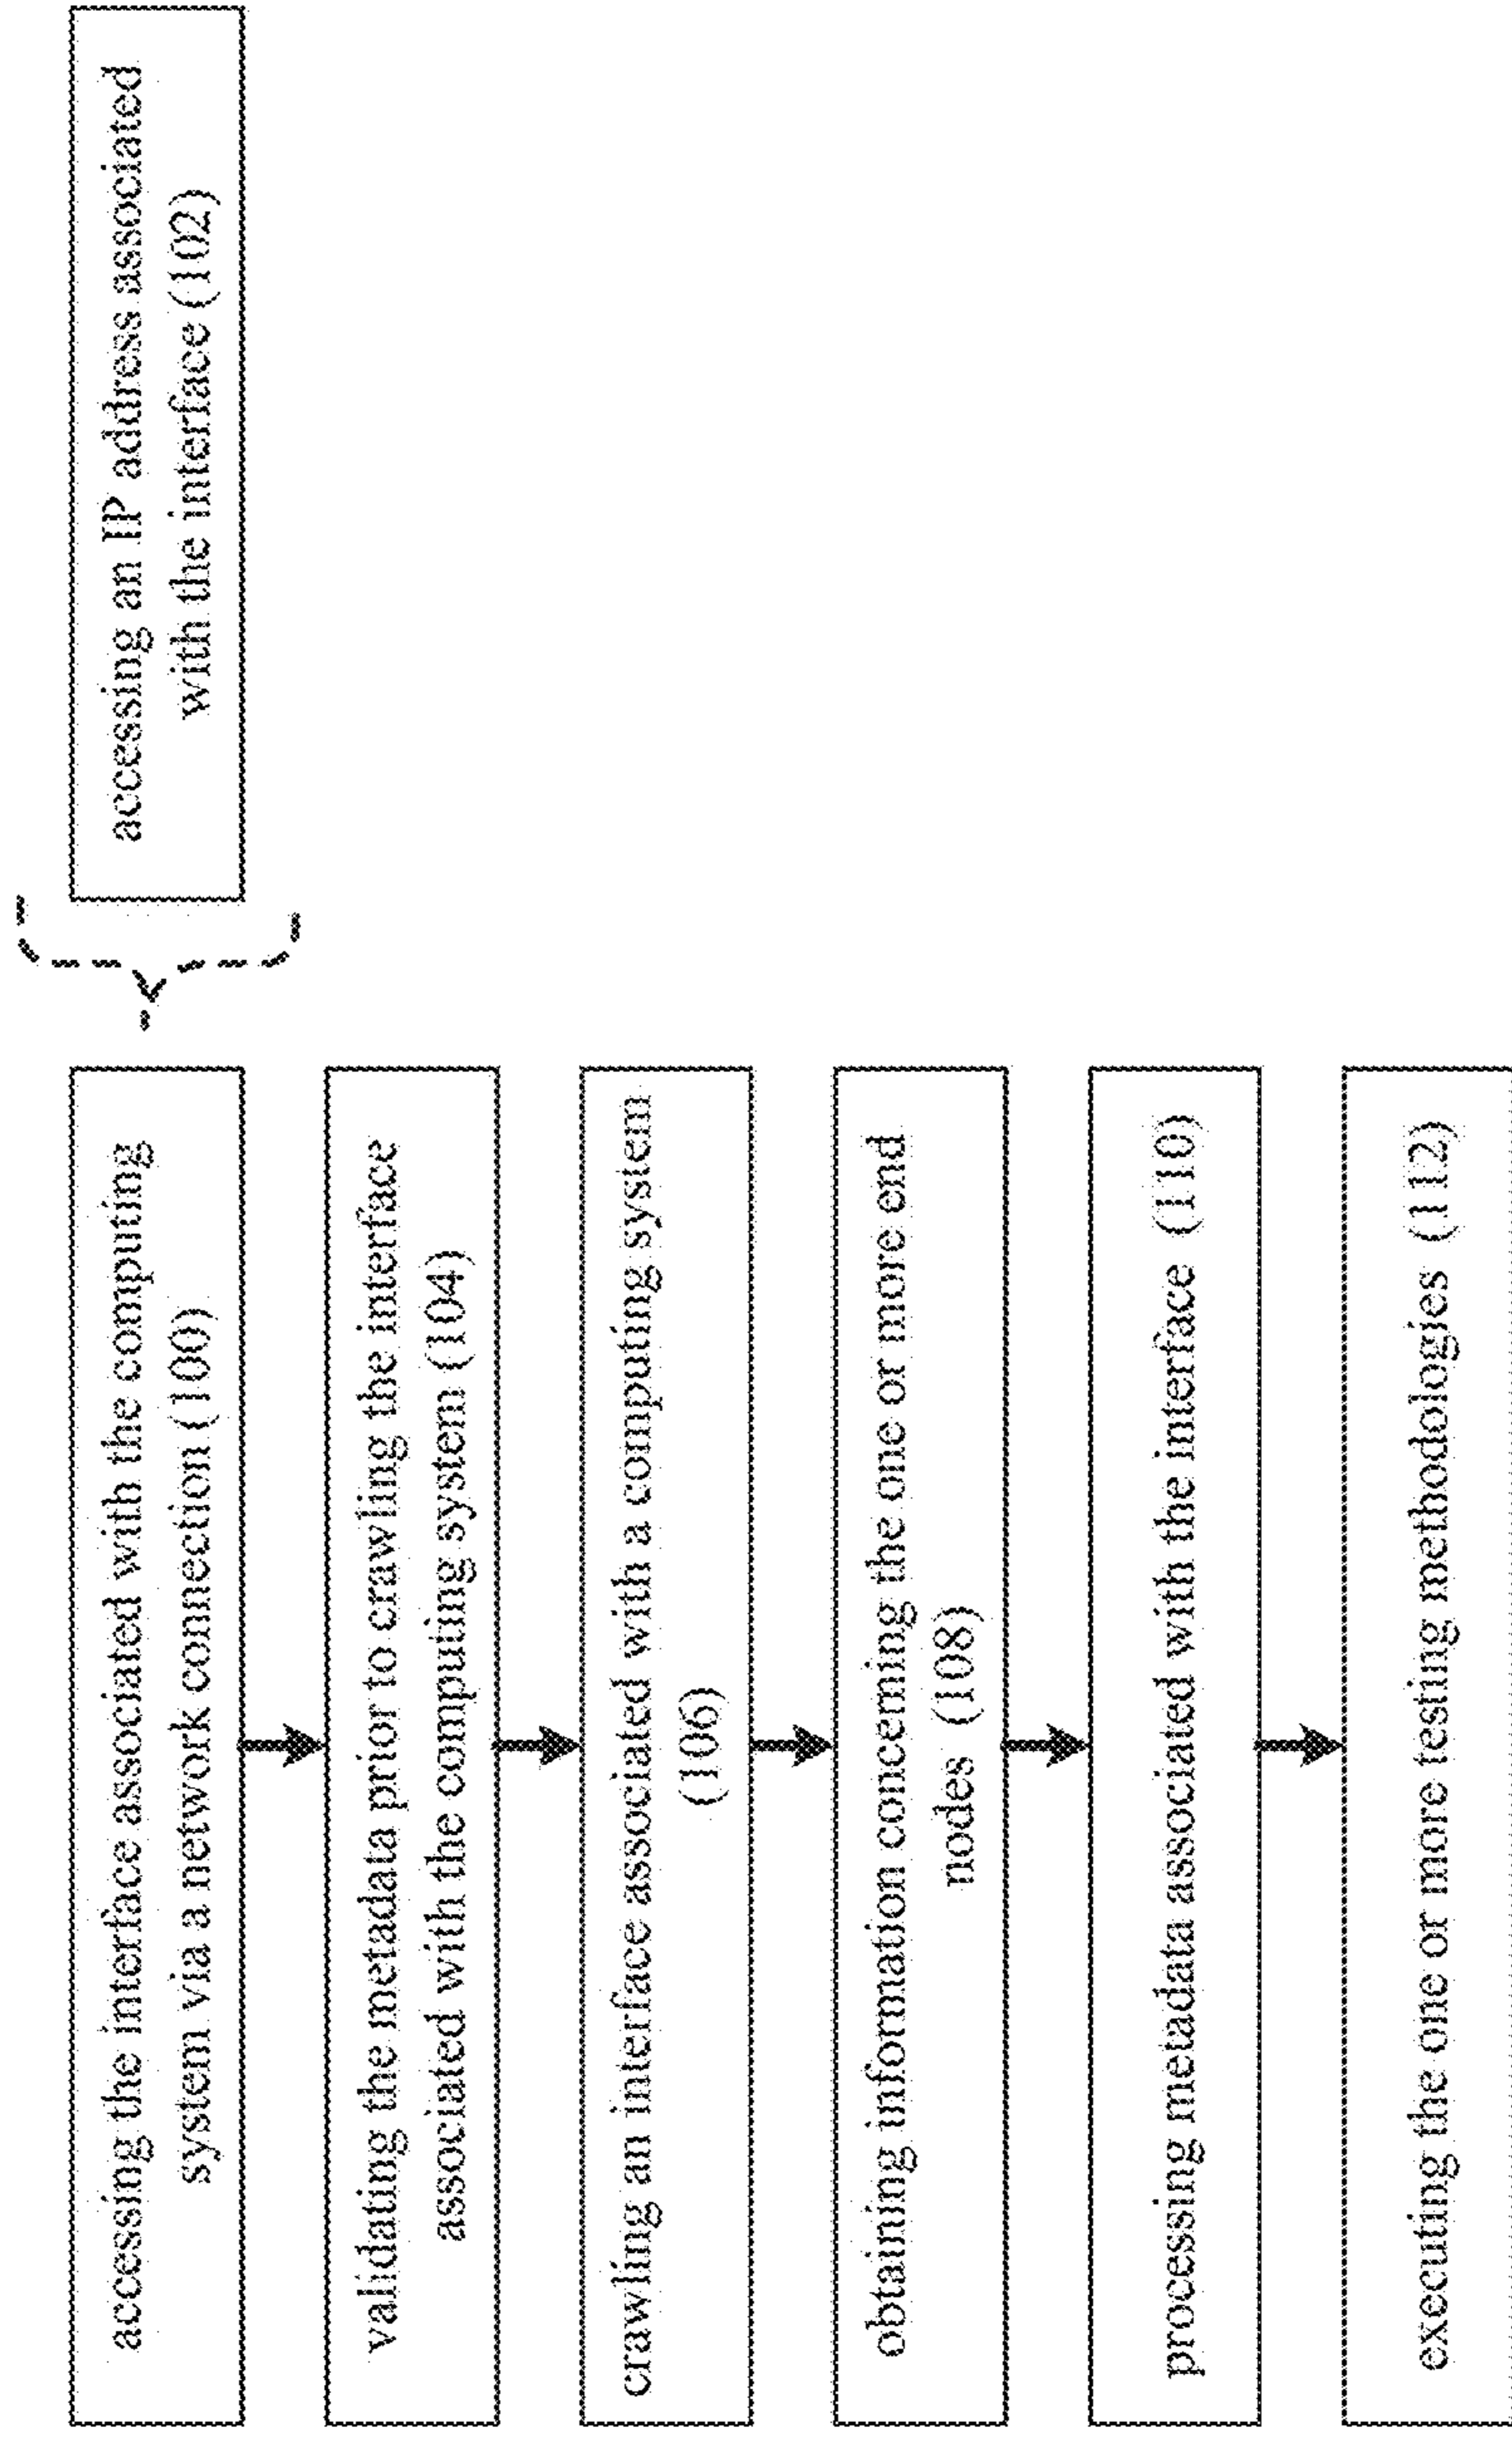 accessing the interface associated with the computing
system via a network connection (100)
accessing an IP address associated
with the interface (102)
validating the metadata prior to crawling the interface
associated with the computing system (104)
crawling an interface associated with a computing system
(106)
obtaining information concerning the one or more end
nodes (108)
processing metadata associated with the interface (110)
executing the one or more testing methodologies (112)